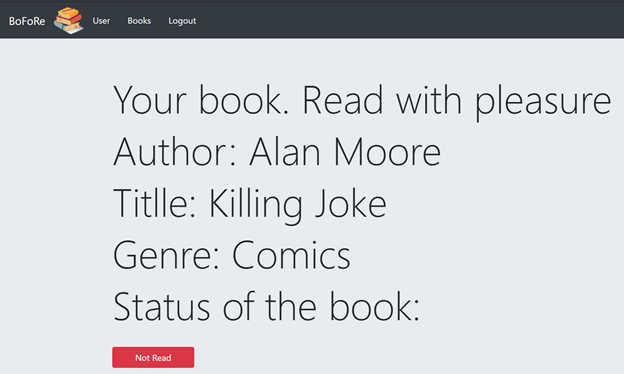 BoFoRe User Books Logout
Your book. Read with pleasure
Author: Alan Moore
Titlle: Killing Joke
Genre: Comics
Status of the book:
Not Read